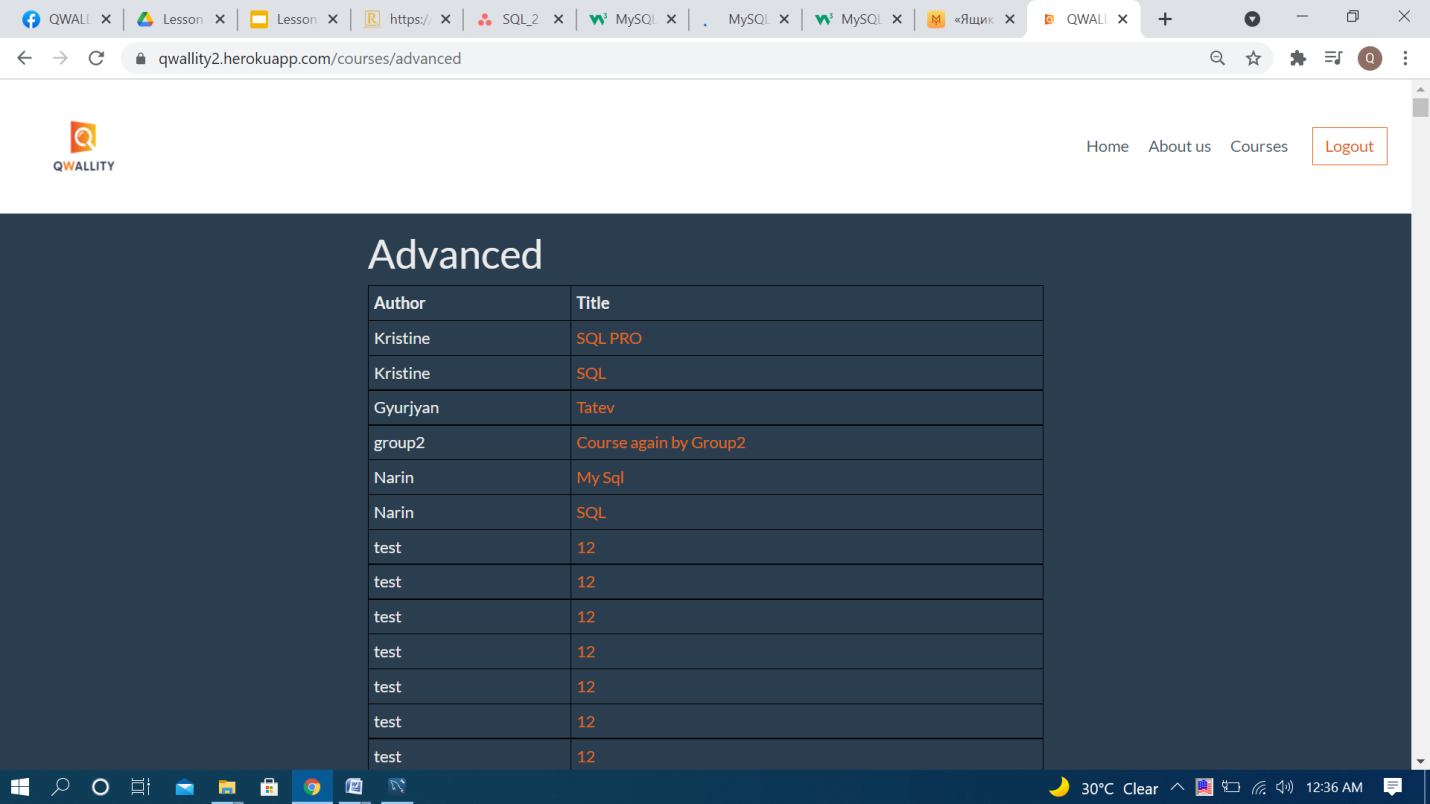 QWALL Lesson Lesson https:/ SQL_2 MySQL MySQL MySQL «Ящик QWALL
qwallity2.herokuapp.com/courses/advanced Q
QWALLITY
Home About us Courses Logout
Advanced
Author Title
Kristine SQL PRO
Kristine SQL
Gyurjyan Tatev
group2 Course again by Group2
Narin My Sql
Narin SQL
test 12
test 12
test 12
test 12
test 12
test 12
test 12
30°C Clear 12:36 AM